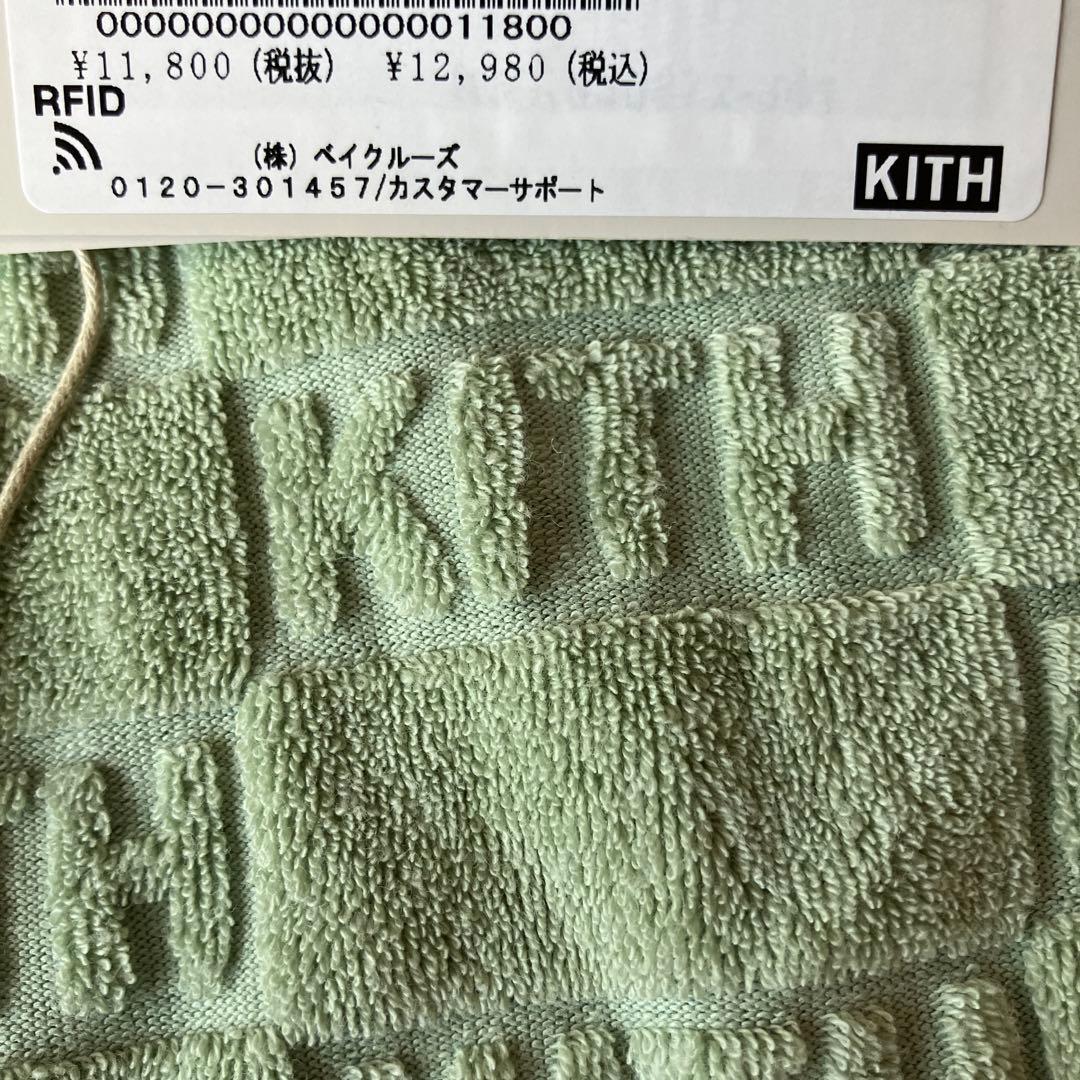 00000000000000000011800
¥11,800 (税抜) ¥12,980 (税込)
RFID
(株) ベイクルーズ
0120-301457/カスタマーサポート
KITH
KITH
H